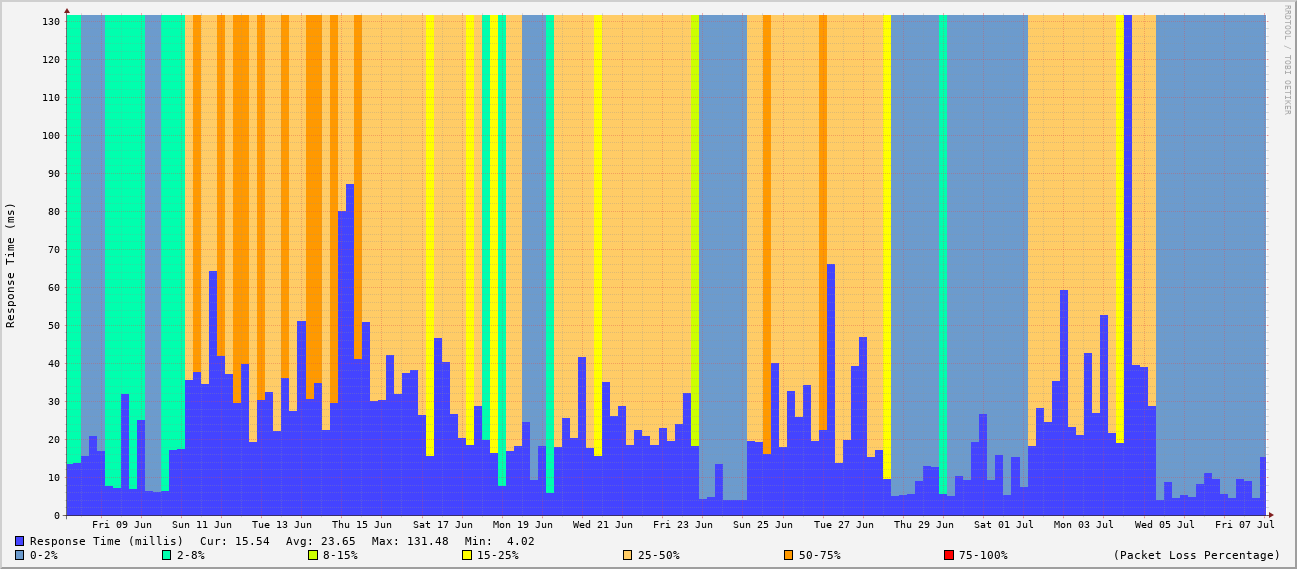 RRDTOOL / TOBI OETIKER
Response Time (ms)
130
120
110
100
90
80
70
60
50
40
30
20
10
0
Fri 09 Jun Sun 11 Jun Tue 13 Jun Thu 15 Jun Sat 17 Jun Mon 19 Jun Wed 21 Jun Fri 23 Jun Sun 25 Jun Tue 27 Jun Thu 29 Jun Sat 01 Jul Mon 03 Jul Wed 05 Jul Fri 07 Jul
Response Time (millis) Cur: 15.54 Avg: 23.65 Max: 131.48 Min: 4.02
0-2% 2-8% 8-15% 15-25% 25-50% 50-75% 75-100% (Packet Loss Percentage)